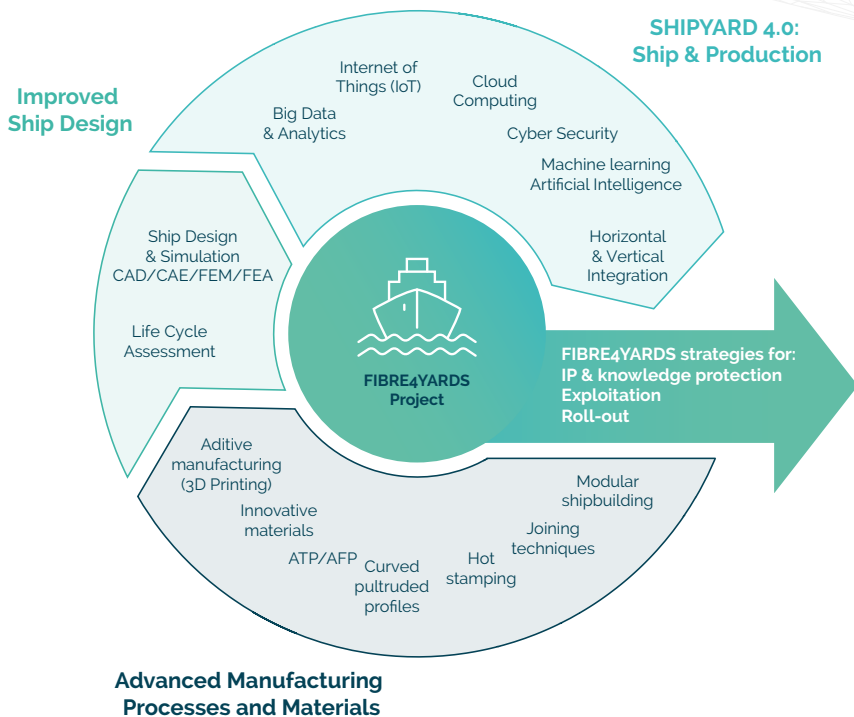 SHIPYARD 4.0:
Ship & Production
Improved
Ship Design
Internet of
Things (IoT)
Cloud
Computing
Big Data
& Analytics
Cyber Security
Machine learning
Artificial Intelligence
Horizontal
& Vertical
Integration
Ship Design
& Simulation
CAD/CAE/FEM/FEA
Life Cycle
Assessment
FIBRE4YARDS
Project
FIBRE4YARDS strategies for:
IP & knowledge protection
Exploitation
Roll-out
Aditive
manufacturing
(3D Printing)
Innovative
materials
ATP/AFP
Curved
pultruded
profiles
Hot
stamping
Joining
techniques
Modular
shipbuilding
Advanced Manufacturing
Processes and Materials